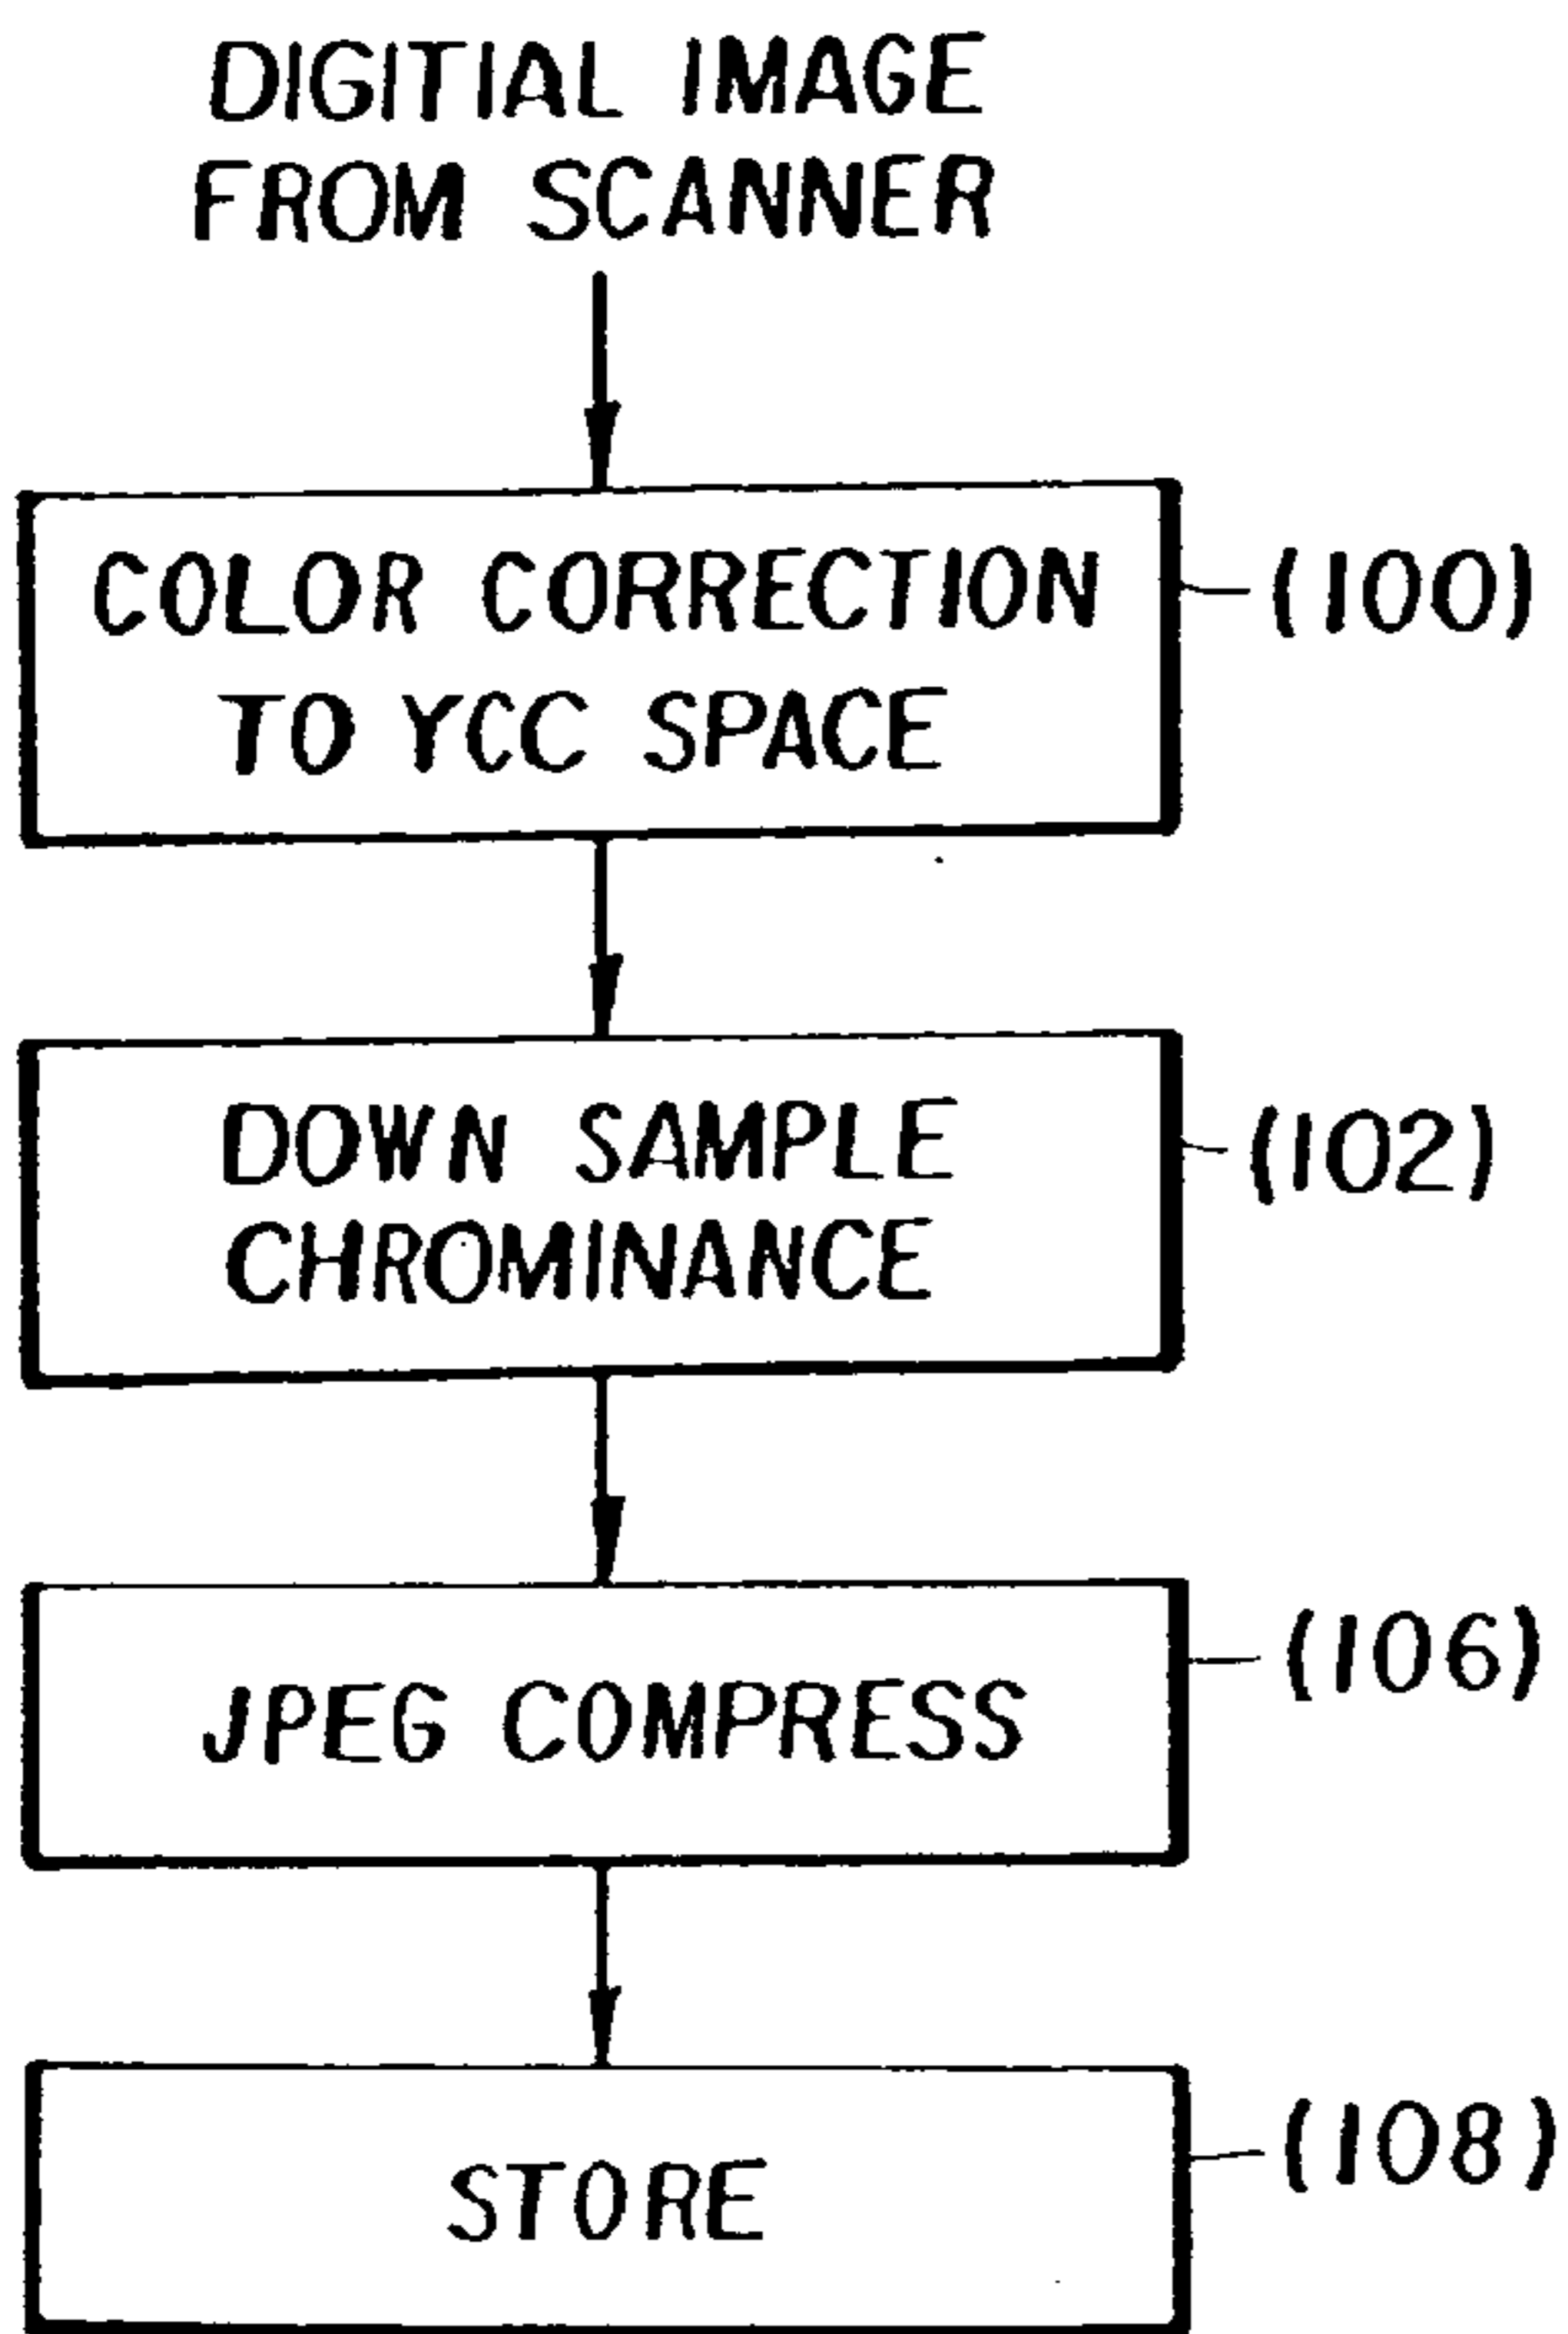 DIGITIAL IMAGE
FROM SCANNER
COLOR CORRECTION
TO YCC SPACE
(100)
DOWN SAMPLE
CHROMINANCE
(102)
JPEG COMPRESS
(106)
STORE
(108)